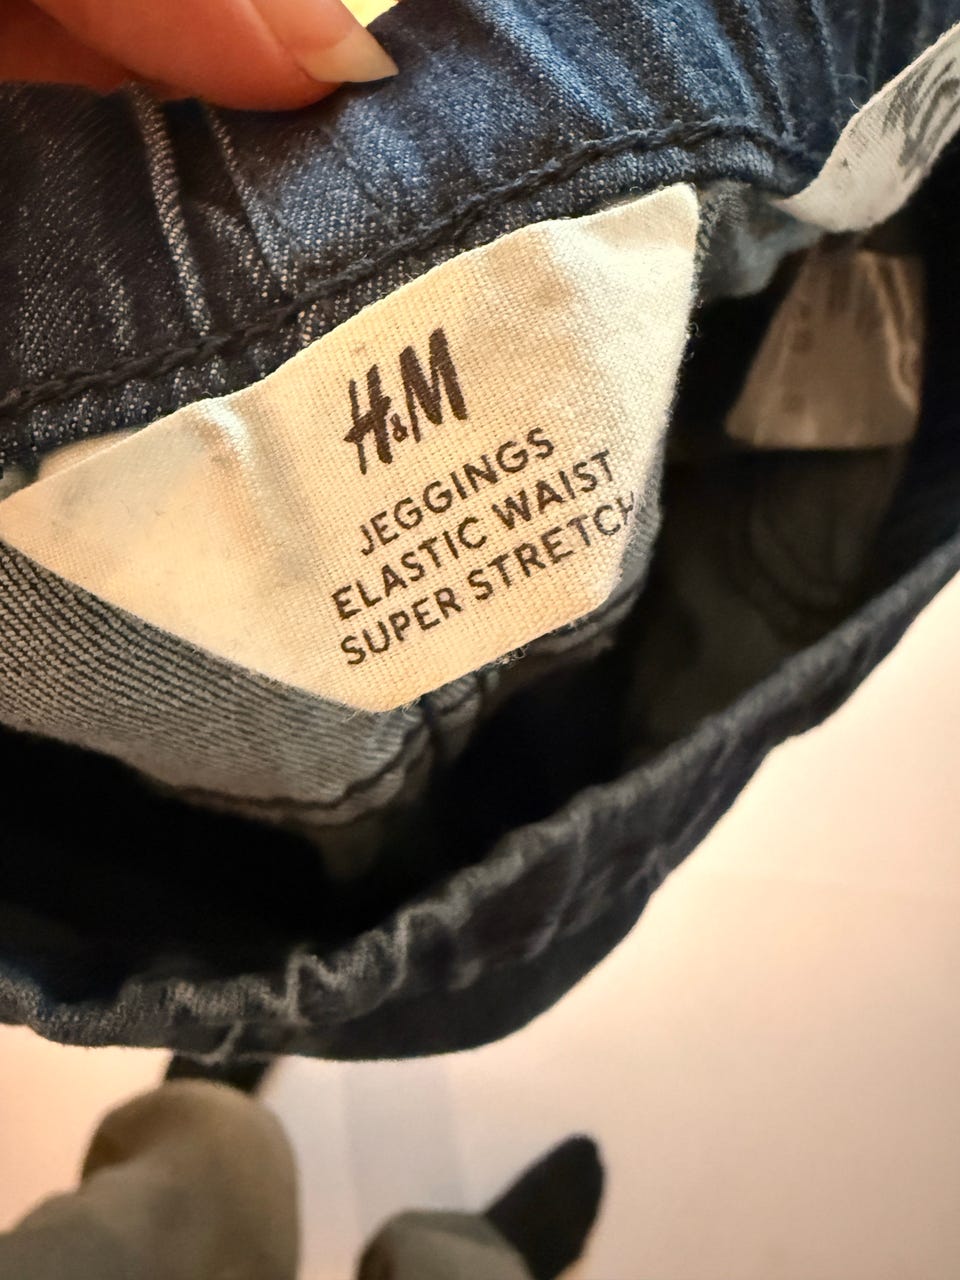 H&M
JEGGINGS
ELASTIC WAIST
SUPER STRETCH